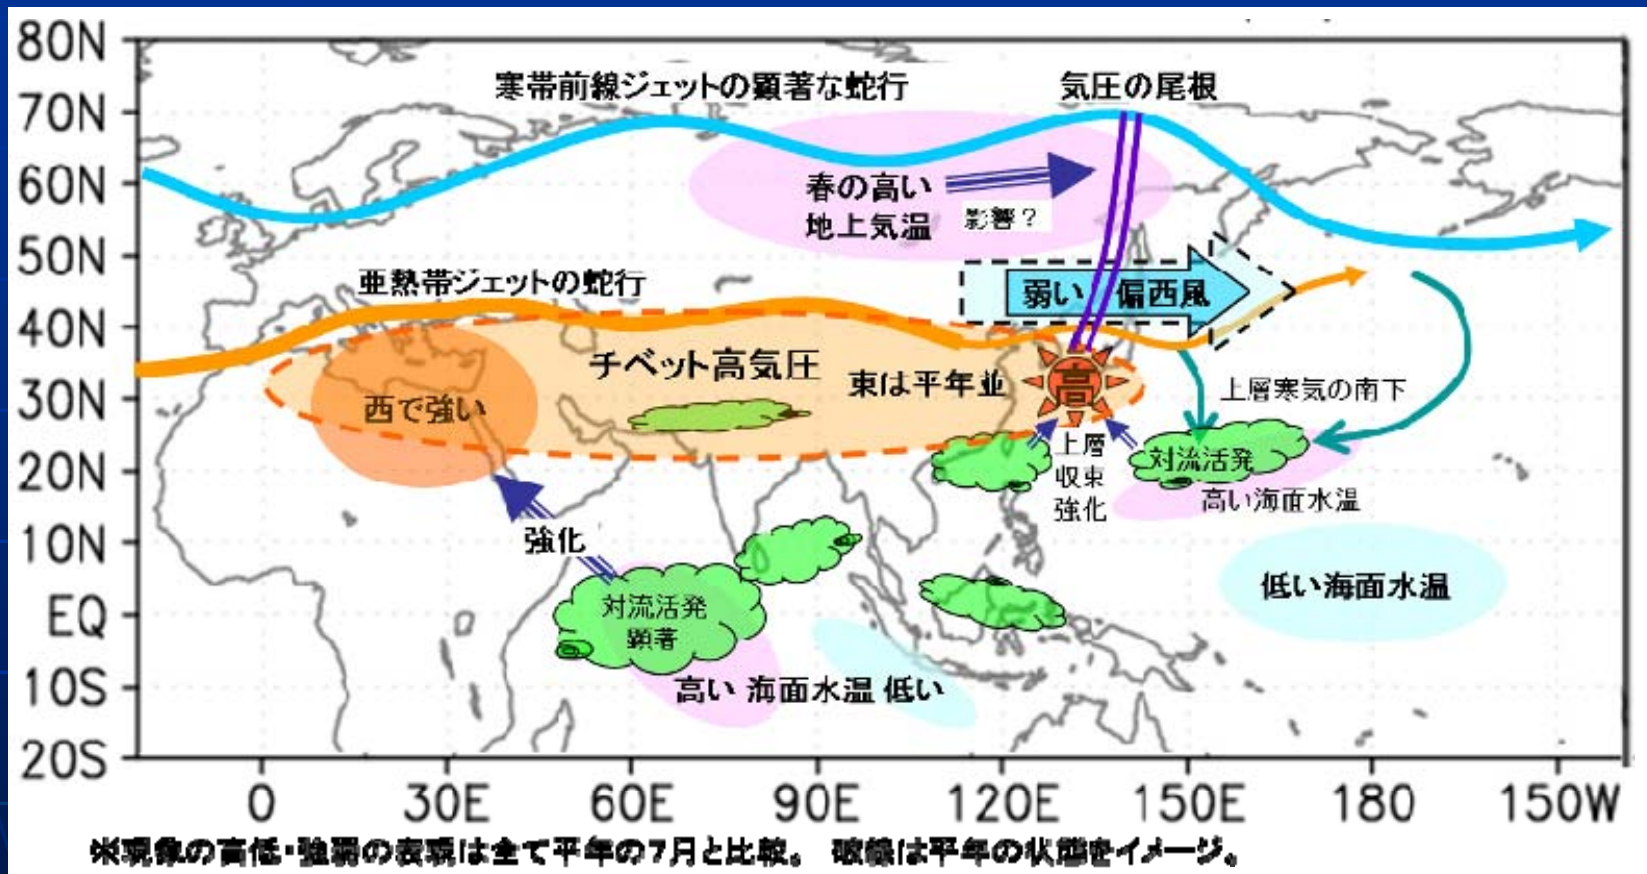 80N
寒帯前線ジェットの顕著な蛇行
気圧の尾根
70N
60N
春の高い
地上気温
影響？
50N
亜熱帯ジェットの蛇行
弱い 偏西風
40N
チベット高気圧
東は平年並
高
上層寒気の南下
30N
西で強い
上層
収束
強化
対流活発
20N
高い海面水温
強化
10N
低い海面水温
対流活発
顕著
EQ
高い 海面水温 低い
10S
20S
0 30E 60E 90E 120E 150E 180 150W
※現象の高低・強弱の表現は全て平年の7月と比較。 破線は平年の状態をイメージ。